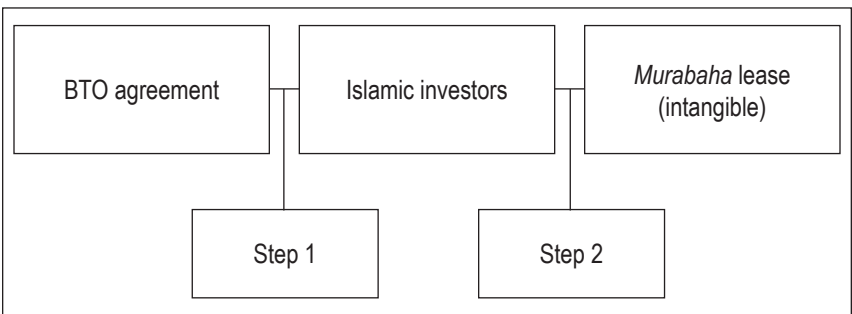 BTO agreement
Islamic investors
Murabaha lease
(intangible)
Step 1
Step 2